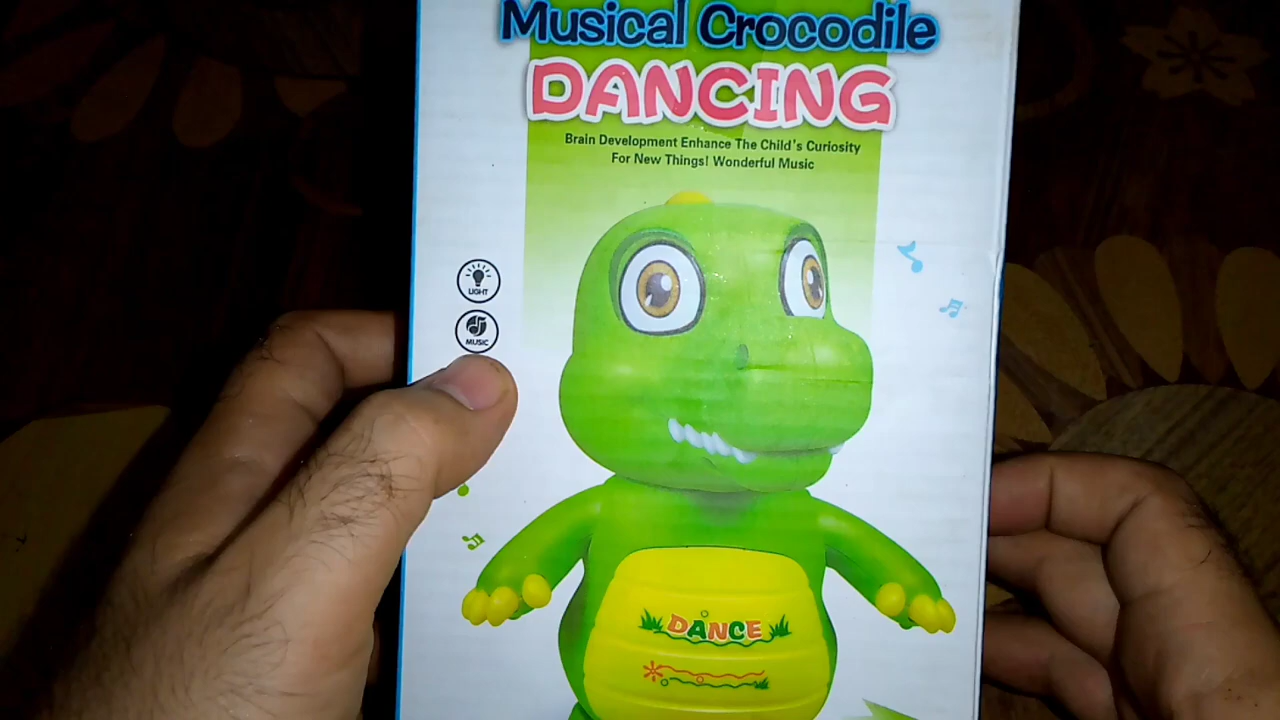 Musical Crocodile
DANCING
Brain Development Enhance The Child's Curiosity
For New Things! Wonderful Music
LIGHT
MUSIC
DANCE